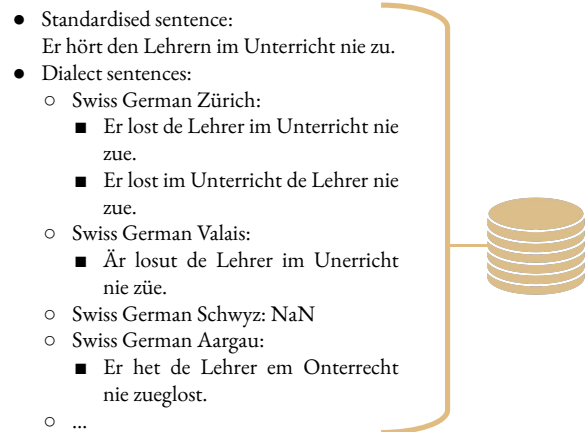 ● Standardised sentence:
Er hört den Lehrern im Unterricht nie zu.
● Dialect sentences:
○ Swiss German Zürich:
■ Er lost de Lehrer im Unterricht nie
zue.
■ Er lost im Unterricht de Lehrer nie
zue.
○ Swiss German Valais:
■ Är losut de Lehrer im Unerricht
nie züe.
○ Swiss German Schwyz: NaN
○ Swiss German Aargau:
■ Er het de Lehrer em Onterrecht
nie zueglost.
○ ...